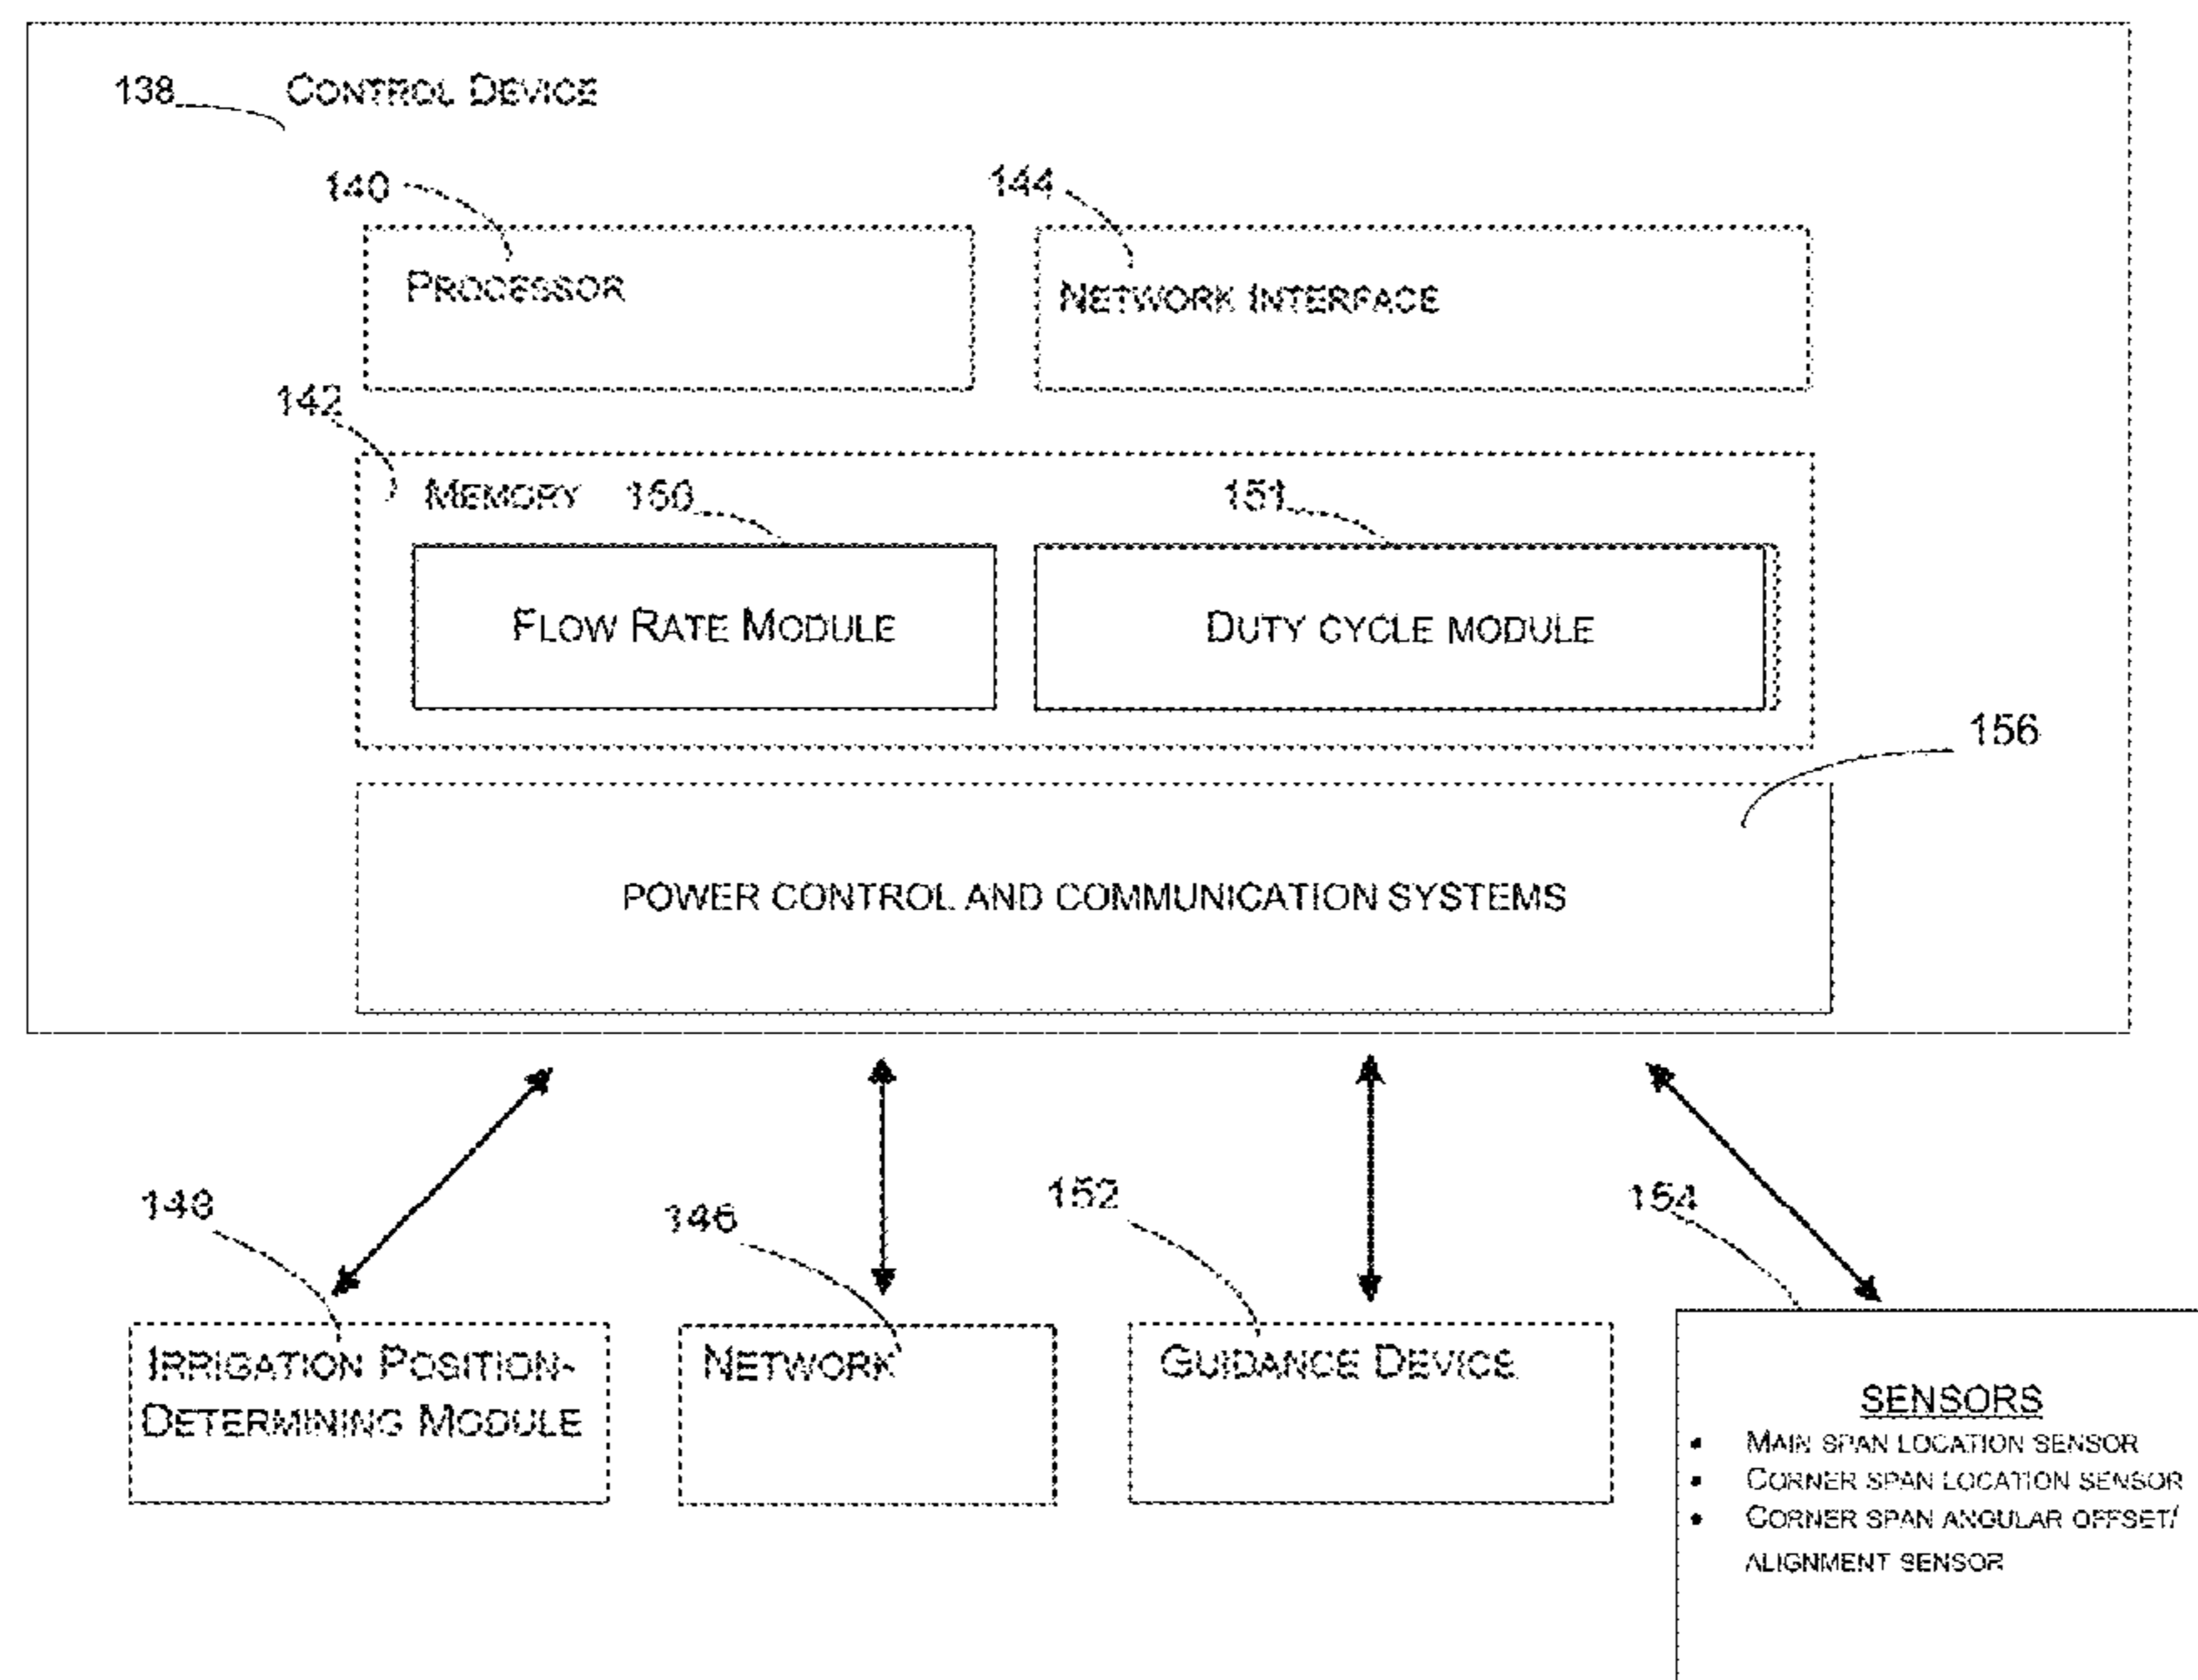 138 CONTROL DEVICE
140
144
PROCESSOR
NETWORK INTERFACE
142
MEMORY 150
151
FLOW RATE MODULE
DUTY CYCLE MODULE
156
POWER CONTROL AND COMMUNICATION SYSTEMS
148
146
152
154
IRRIGATION POSITION-
DETERMINING MODULE
NETWORK
GUIDANCE DEVICE
SENSORS
• MAIN SPAN LOCATION SENSOR
• CORNER SPAN LOCATION SENSOR
• CORNER SPAN ANGULAR OFFSET/
ALIGNMENT SENSOR